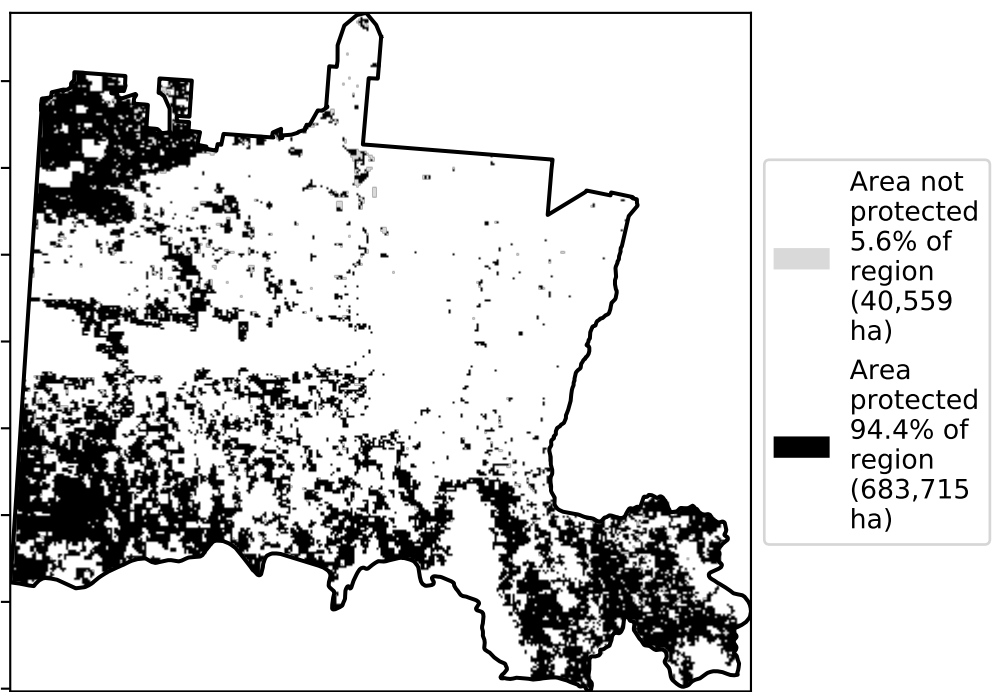 Area not
protected
5.6% of
region
(40,559
ha)
Area
protected
94.4% of
region
(683,715
ha)